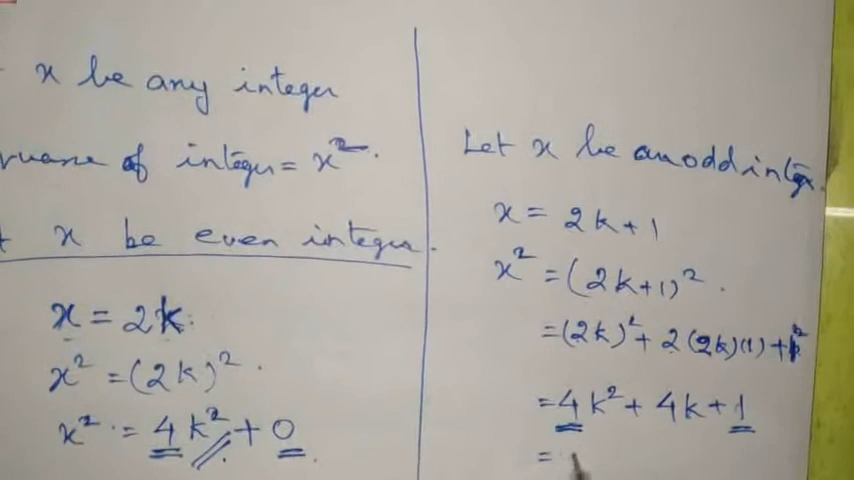 x be any integer
of integer = x².
x be even integer.
x = 2k.
x² = (2k)².
x² = 4k² + 0.
Let x be an odd integer.
x = 2k+1
x² = (2k+1)².
= (2k)² + 2(2k)(1) + 1²
= 4k² + 4k + 1
=